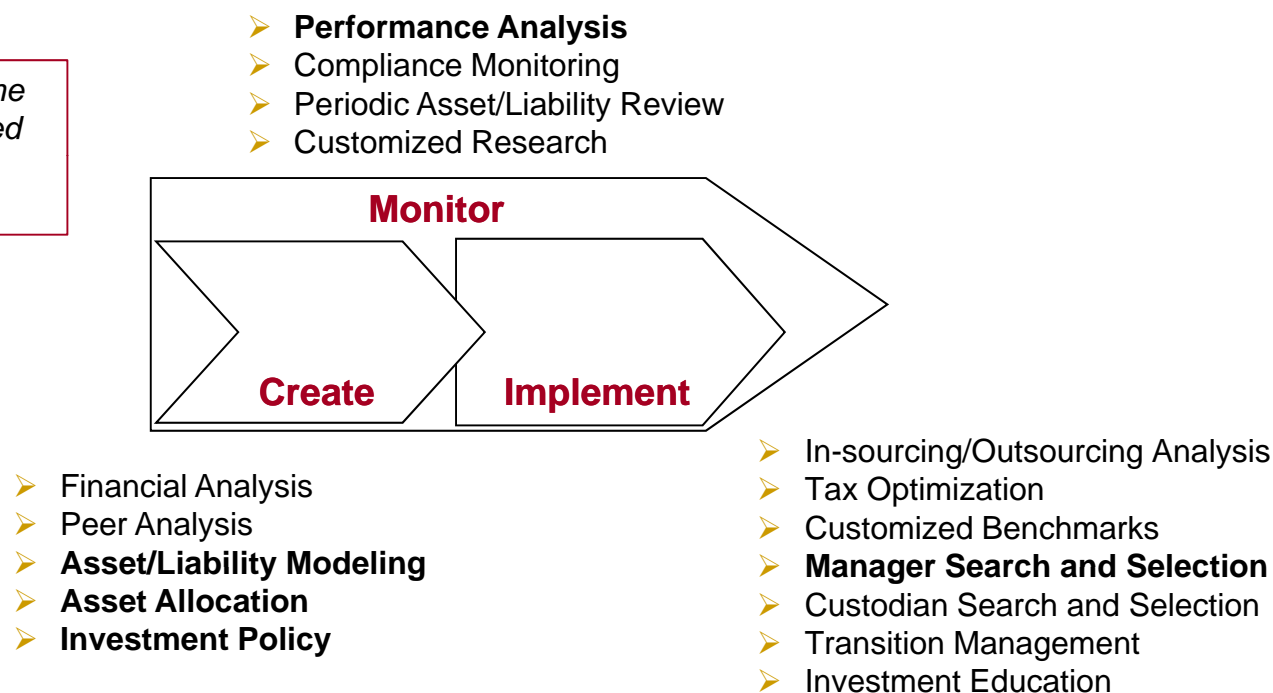 Performance Analysis
Compliance Monitoring
Periodic Asset/Liability Review
Customized Research
Monitor
Create
Implement
Financial Analysis
Peer Analysis
Asset/Liability Modeling
Asset Allocation
Investment Policy
In-sourcing/Outsourcing Analysis
Tax Optimization
Customized Benchmarks
Manager Search and Selection
Custodian Search and Selection
Transition Management
Investment Education